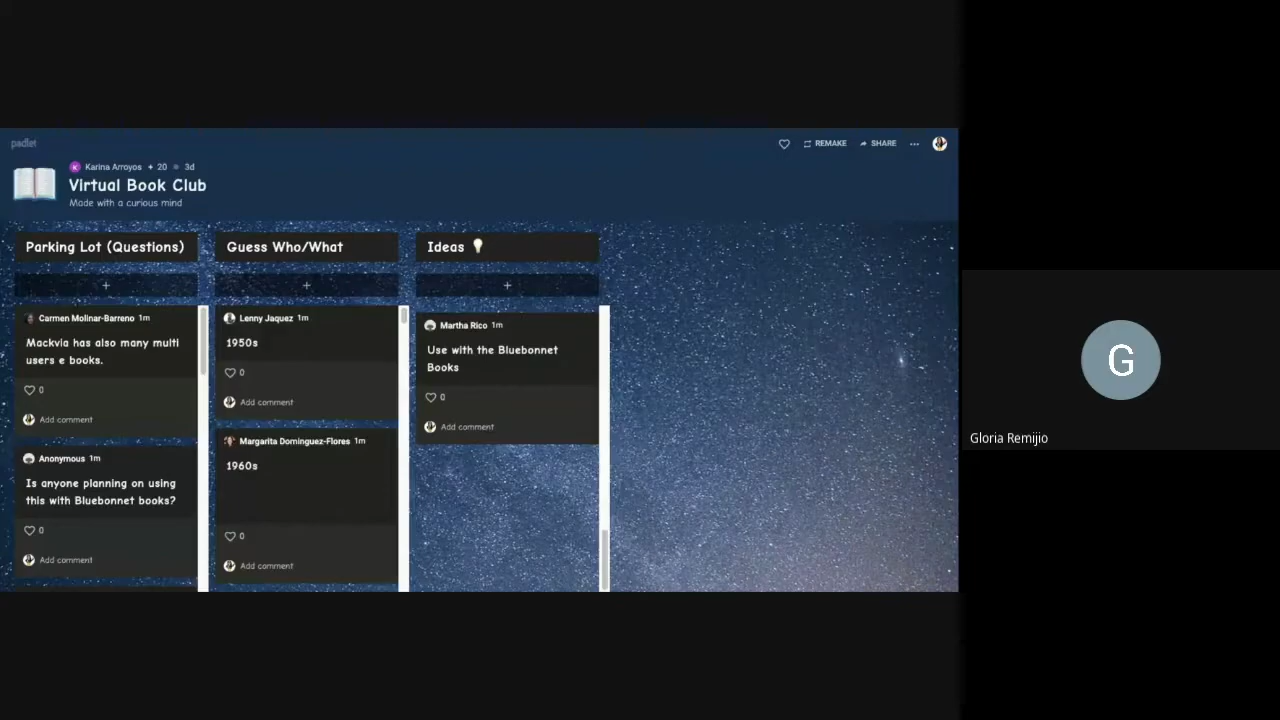 padlet
REMAKE SHARE
Karina Arroyos + 20 3d
Virtual Book Club
Made with a curious mind
Parking Lot (Questions)
+
Carmen Molinar-Barreno 1m
Mackvia has also many multi
users e books.
0
Add comment
Anonymous 1m
Is anyone planning on using
this with Bluebonnet books?
0
Add comment
Guess Who/What
+
Lenny Jaquez 1m
1950s
0
Add comment
Margarita Dominguez-Flores 1m
1960s
0
Add comment
Ideas 💡
+
Martha Rico 1m
Use with the Bluebonnet
Books
0
Add comment
G
Gloria Remijio